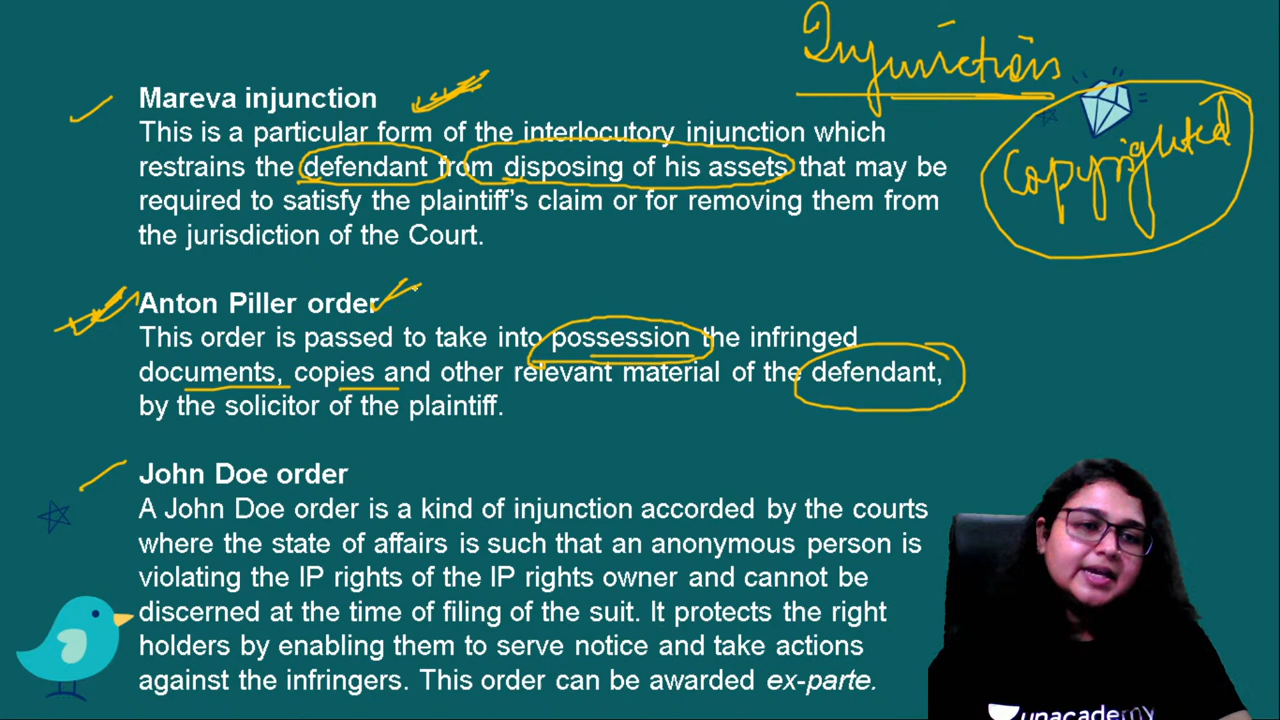 Injunctions
Copyrighted
Mareva injunction
This is a particular form of the interlocutory injunction which
restrains the defendant from disposing of his assets that may be
required to satisfy the plaintiff's claim or for removing them from
the jurisdiction of the Court.
Anton Piller order
This order is passed to take into possession the infringed
documents, copies and other relevant material of the defendant,
by the solicitor of the plaintiff.
John Doe order
A John Doe order is a kind of injunction accorded by the courts
where the state of affairs is such that an anonymous person is
violating the IP rights of the IP rights owner and cannot be
discerned at the time of filing of the suit. It protects the right
holders by enabling them to serve notice and take actions
against the infringers. This order can be awarded ex-parte.
unacademy